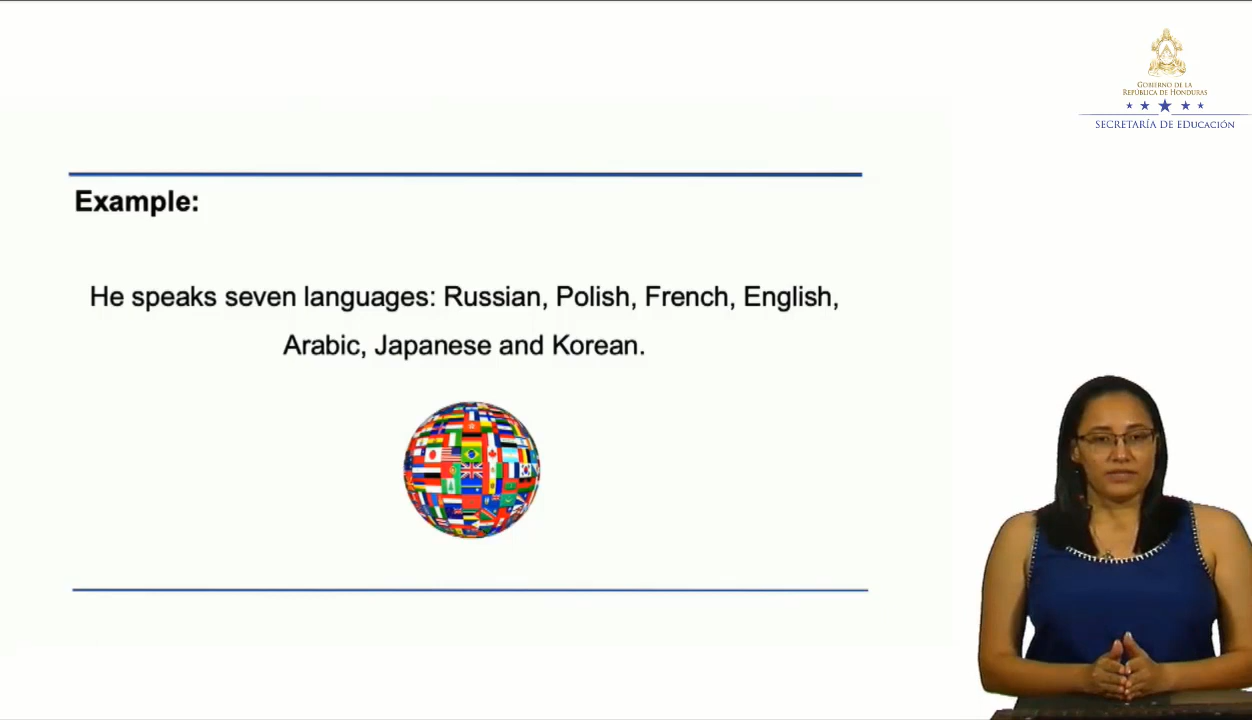 GOBIERNO DE LA
REPÚBLICA DE HONDURAS
SECRETARÍA DE EDUCACIÓN
Example:
He speaks seven languages: Russian, Polish, French, English,
Arabic, Japanese and Korean.